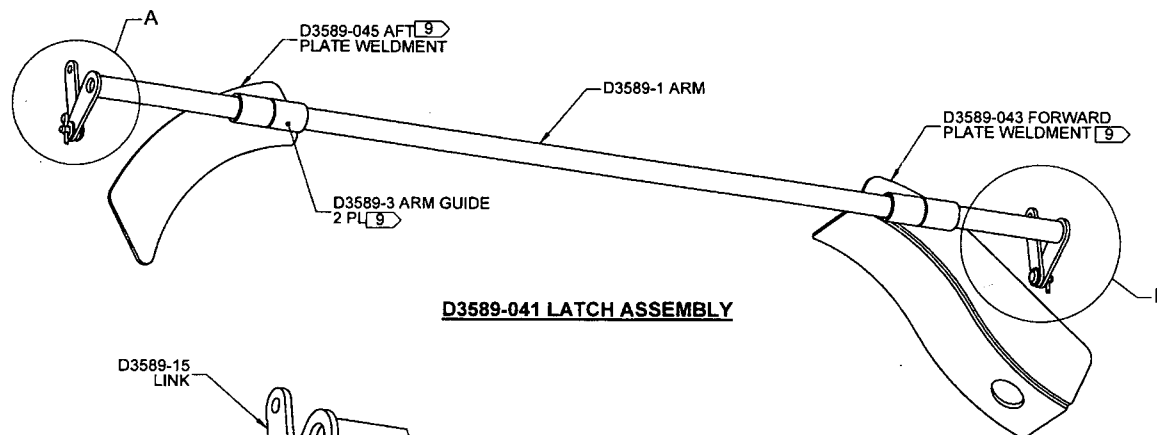 A
D3589-045 AFT 9
PLATE WELDMENT
D3589-1 ARM
D3589-043 FORWARD
PLATE WELDMENT 9
D3589-3 ARM GUIDE
2 PL 9
D3589-041 LATCH ASSEMBLY
D3589-15
LINK